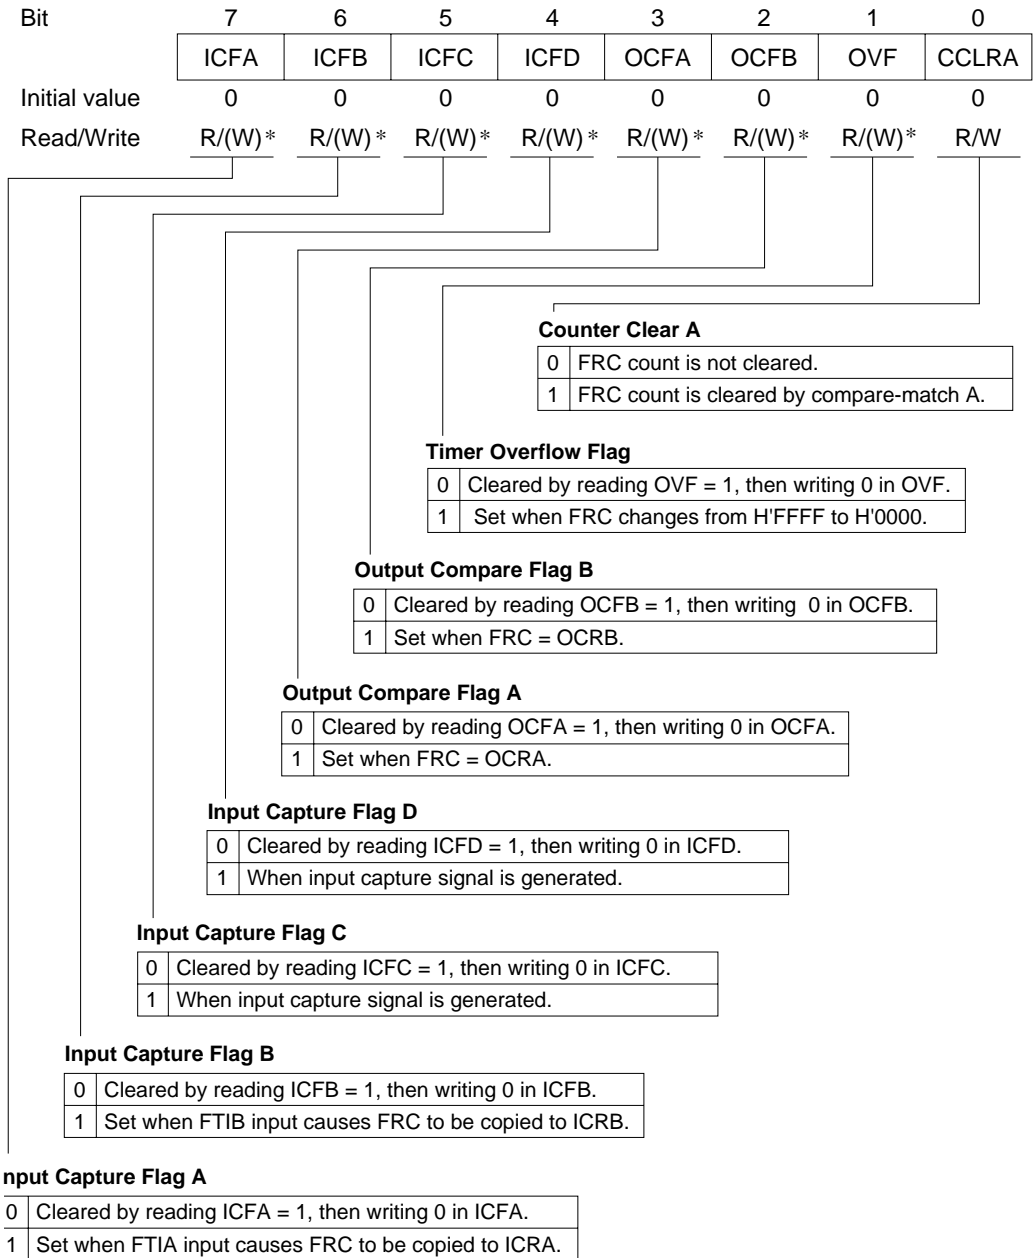 Bit 7 6 5 4 3 2 1 0
ICFA ICFB ICFC ICFD OCFA OCFB OVF CCLRA
Initial value 0 0 0 0 0 0 0 0
Read/Write R/(W)* R/(W)* R/(W)* R/(W)* R/(W)* R/(W)* R/(W)* R/W
Counter Clear A
0 FRC count is not cleared.
1 FRC count is cleared by compare-match A.
Timer Overflow Flag
0 Cleared by reading OVF = 1, then writing 0 in OVF.
1 Set when FRC changes from H'FFFF to H'0000.
Output Compare Flag B
0 Cleared by reading OCFB = 1, then writing 0 in OCFB.
1 Set when FRC = OCRB.
Output Compare Flag A
0 Cleared by reading OCFA = 1, then writing 0 in OCFA.
1 Set when FRC = OCRA.
Input Capture Flag D
0 Cleared by reading ICFD = 1, then writing 0 in ICFD.
1 When input capture signal is generated.
Input Capture Flag C
0 Cleared by reading ICFC = 1, then writing 0 in ICFC.
1 When input capture signal is generated.
Input Capture Flag B
0 Cleared by reading ICFB = 1, then writing 0 in ICFB.
1 Set when FTIB input causes FRC to be copied to ICRB.
nput Capture Flag A
0 Cleared by reading ICFA = 1, then writing 0 in ICFA.
1 Set when FTIA input causes FRC to be copied to ICRA.